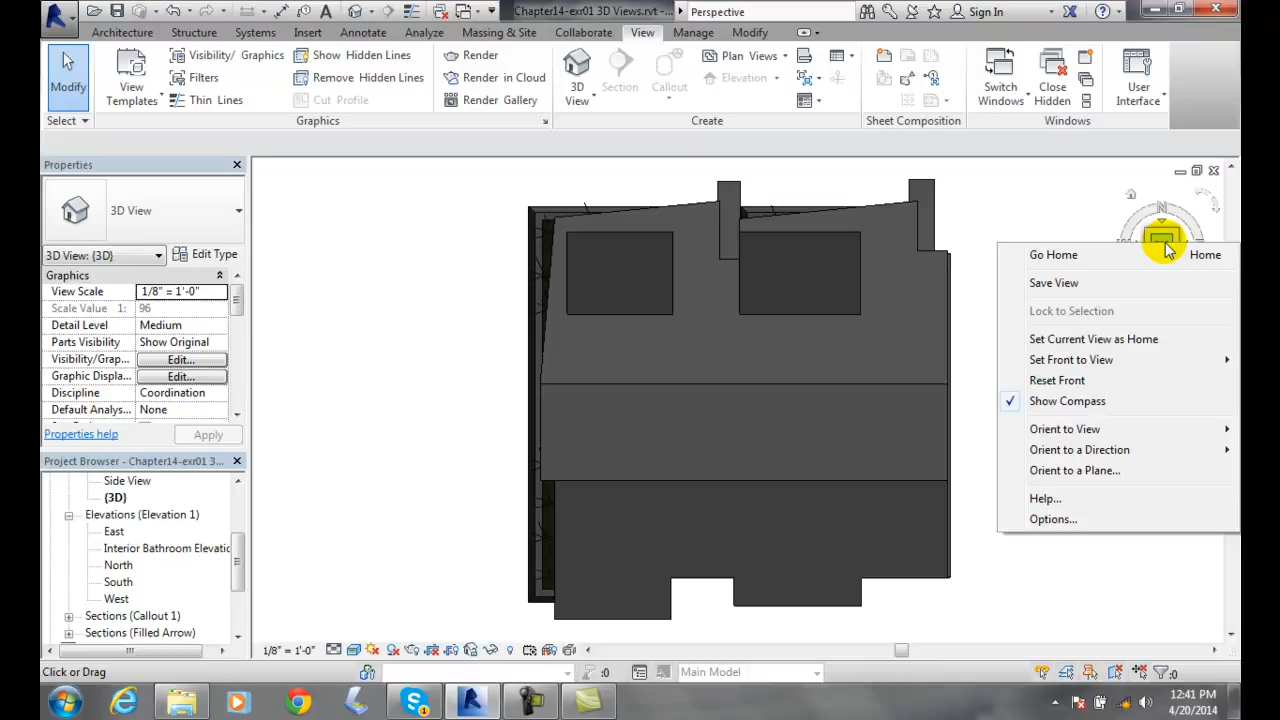 Chapter14-exr01 3D Views.rvt - ... Perspective Sign In
Architecture Structure Systems Insert Annotate Analyze Massing & Site Collaborate View Manage Modify
Modify
Select
View Templates
Visibility/ Graphics
Filters
Thin Lines
Show Hidden Lines
Remove Hidden Lines
Cut Profile
Graphics
Render
Render in Cloud
Render Gallery
3D View
Section
Callout
Plan Views
Elevation
Create
Sheet Composition
Switch Windows
Close Hidden
User Interface
Windows
Properties
3D View
3D View: {3D} Edit Type
Graphics
View Scale 1/8" = 1'-0"
Scale Value 1: 96
Detail Level Medium
Parts Visibility Show Original
Visibility/Grap... Edit...
Graphic Displa... Edit...
Discipline Coordination
Default Analys... None
Properties help Apply
Project Browser - Chapter14-exr01 3...
Side View
{3D}
Elevations (Elevation 1)
East
Interior Bathroom Elevatio
North
South
West
Sections (Callout 1)
Sections (Filled Arrow)
N
Go Home Home
Save View
Lock to Selection
Set Current View as Home
Set Front to View
Reset Front
Show Compass
Orient to View
Orient to a Direction
Orient to a Plane...
Help...
Options...
1/8" = 1'-0"
Click or Drag :0 Main Model :0
12:41 PM
4/20/2014